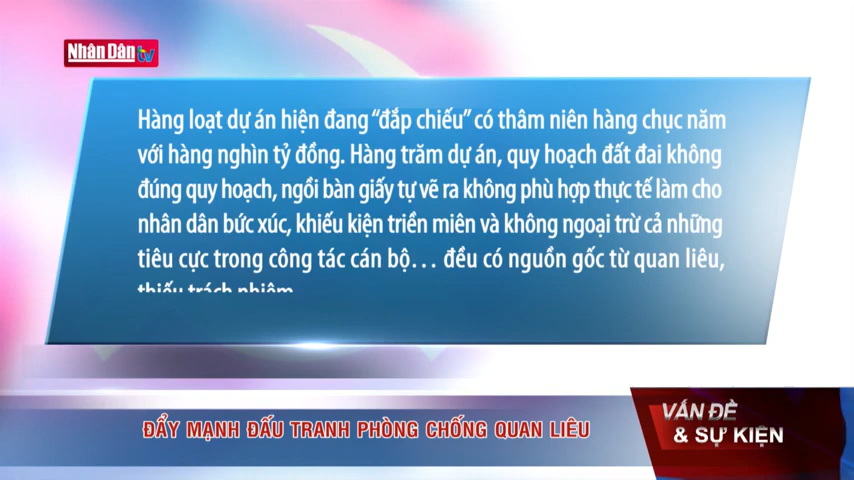 Nhân Dân tv
Hàng loạt dự án hiện đang “đắp chiếu” có thâm niên hàng chục năm
với hàng nghìn tỷ đồng. Hàng trăm dự án, quy hoạch đất đai không
đúng quy hoạch, ngồi bàn giấy tự vẽ ra không phù hợp thực tế làm cho
nhân dân bức xúc, khiếu kiện triền miên và không ngoại trừ cả những
tiêu cực trong công tác cán bộ… đều có nguồn gốc từ quan liêu,
thiếu trách nhiệm
ĐẨY MẠNH ĐẤU TRANH PHÒNG CHỐNG QUAN LIÊU
VẤN ĐỀ
& SỰ KIỆN